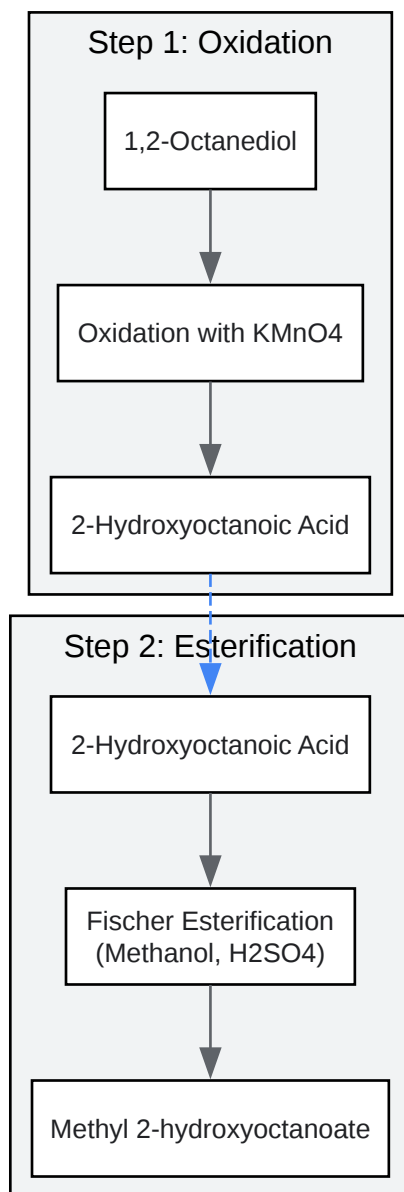 Step 1: Oxidation
1,2-Octanediol
Oxidation with KMnO4
2-Hydroxyoctanoic Acid
Step 2: Esterification
2-Hydroxyoctanoic Acid
Fischer Esterification
(Methanol, H2SO4)
Methyl 2-hydroxyoctanoate